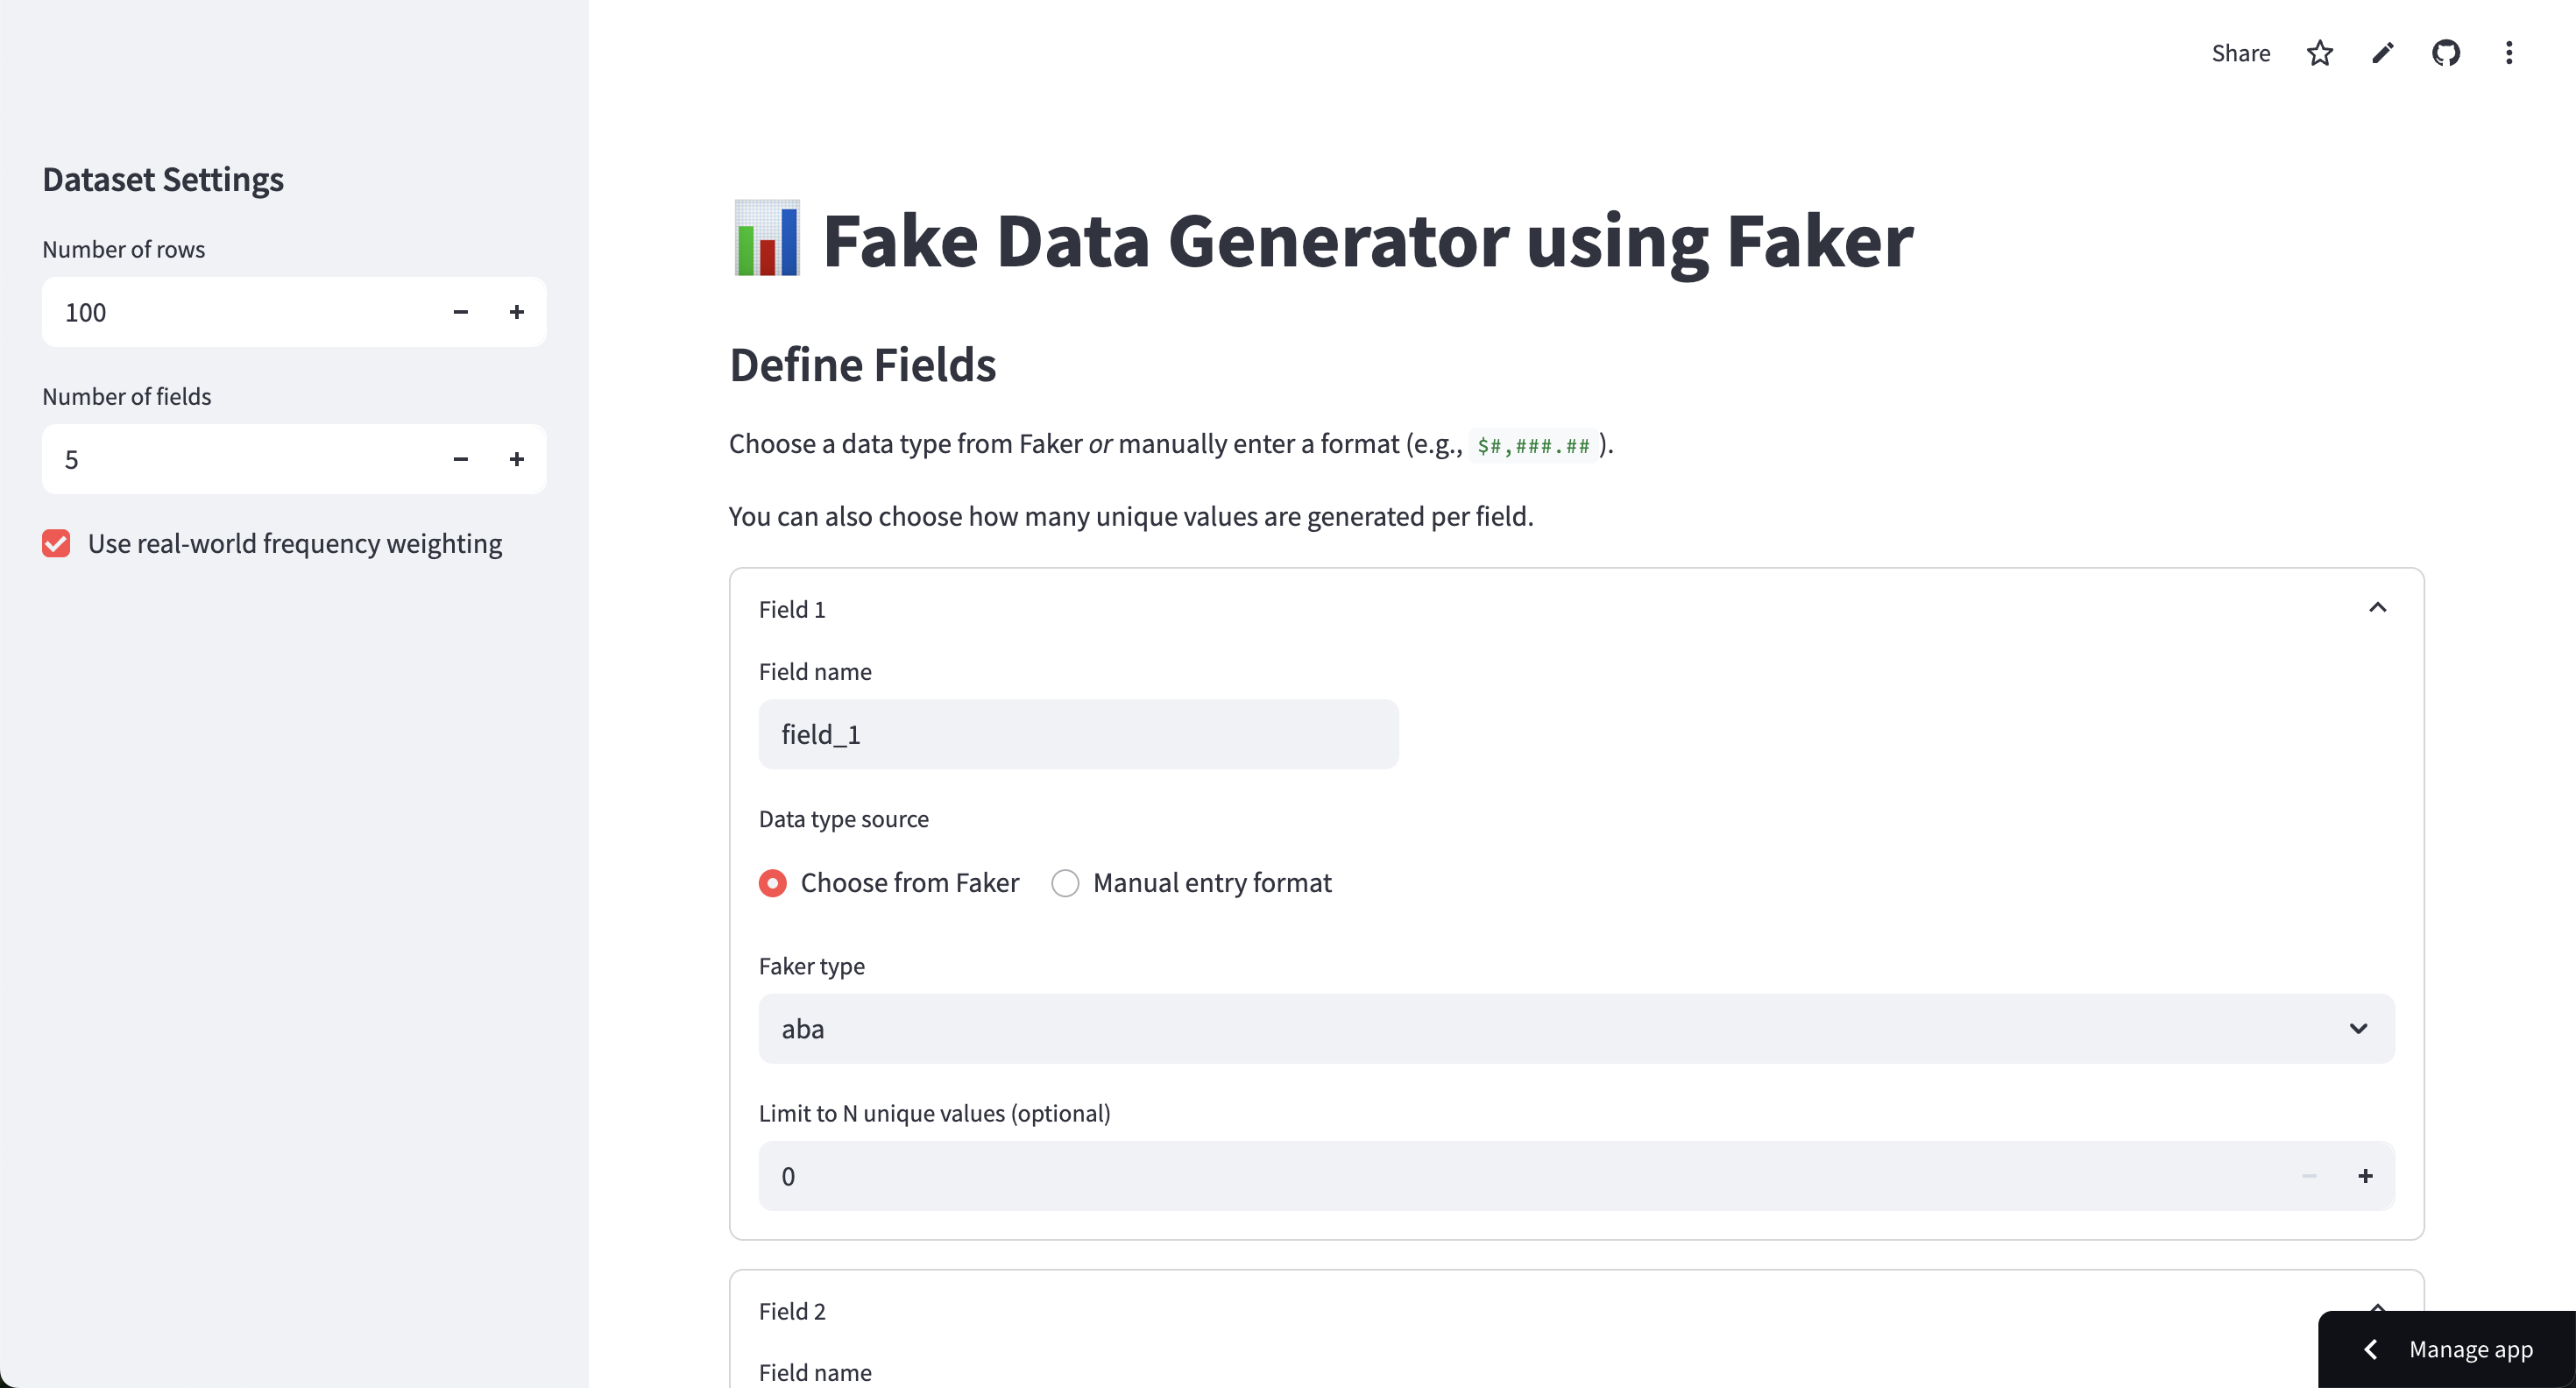 Share
Dataset Settings
Number of rows
100
Number of fields
5
Use real-world frequency weighting
Fake Data Generator using Faker
Define Fields
Choose a data type from Faker or manually enter a format (e.g., $#,###.## ).
You can also choose how many unique values are generated per field.
Field 1
Field name
field_1
Data type source
Choose from Faker Manual entry format
Faker type
aba
Limit to N unique values (optional)
0
Field 2
Field name
Manage app